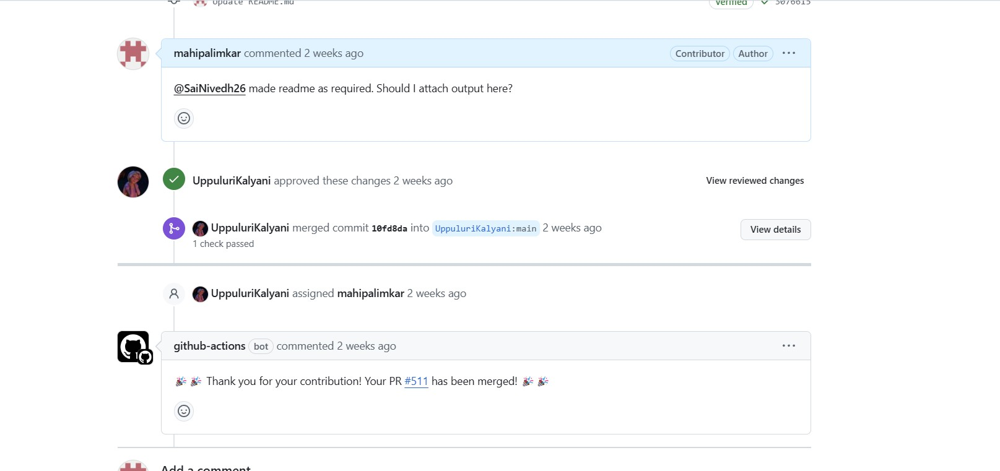 Update README.md Verified 3076615
mahipalimkar commented 2 weeks ago Contributor Author
@SaiNivedh26 made readme as required. Should I attach output here?
UppuluriKalyani approved these changes 2 weeks ago View reviewed changes
UppuluriKalyani merged commit 10fd8da into UppuluriKalyani:main 2 weeks ago View details
1 check passed
UppuluriKalyani assigned mahipalimkar 2 weeks ago
github-actions bot commented 2 weeks ago
🎉 🎉 Thank you for your contribution! Your PR #511 has been merged! 🎉 🎉
Add a comment